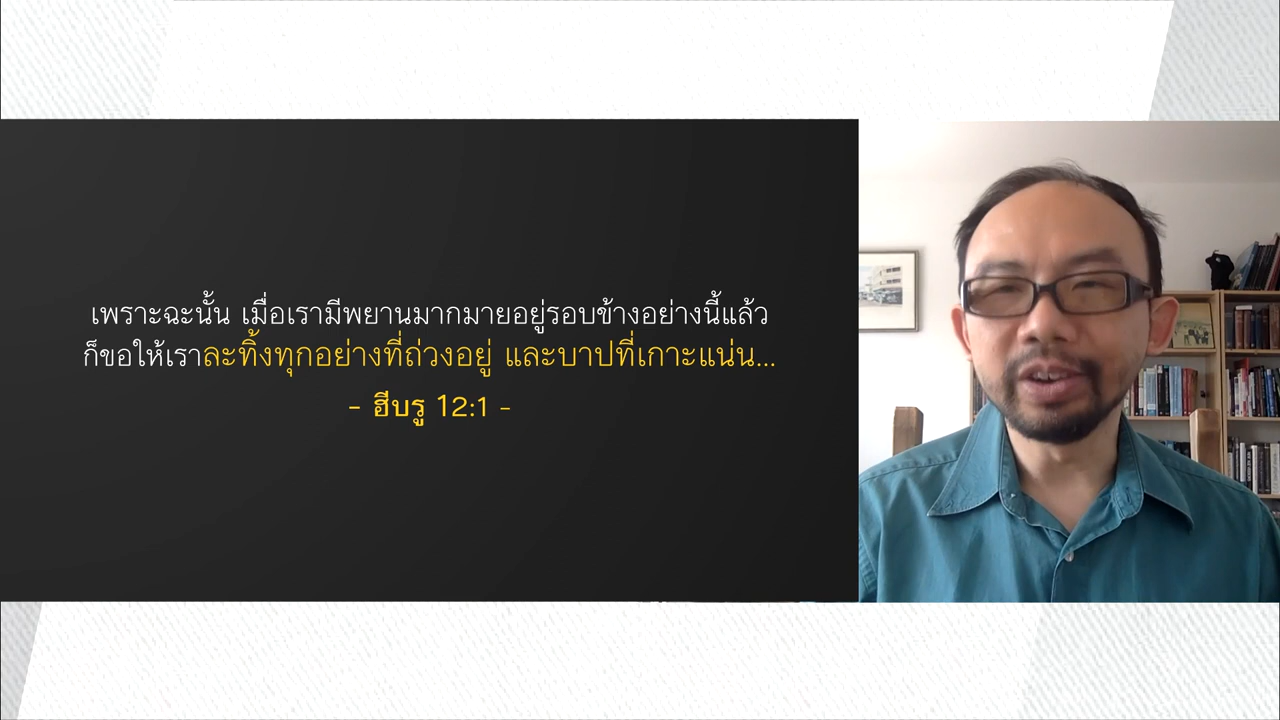 เพราะฉะนั้น เมื่อเรามีพยานมากมายอยู่รอบข้างอย่างนี้แล้ว
ก็ขอให้เราละทิ้งทุกอย่างที่ถ่วงอยู่ และบาปที่เกาะแน่น...
- ฮีบรู 12:1 -